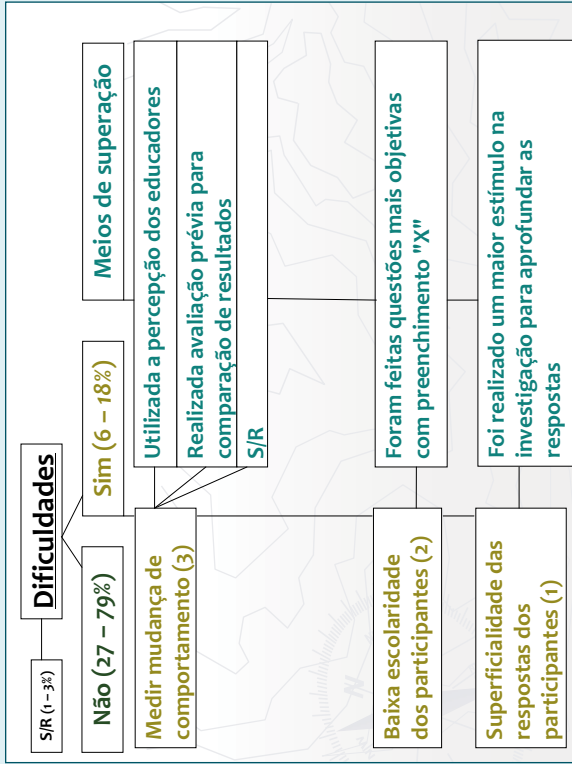 Dificuldades
S/R (1 – 3%)
Não (27 – 79%)
Sim (6 – 18%)
Meios de superação
Medir mudança de
comportamento (3)
Utilizada a percepção dos educadores
Realizada avaliação prévia para
comparação de resultados
S/R
Baixa escolaridade
dos participantes (2)
Foram feitas questões mais objetivas
com preenchimento "X"
Superficialidade das
respostas dos
participantes (1)
Foi realizado um maior estímulo na
investigação para aprofundar as
respostas
N